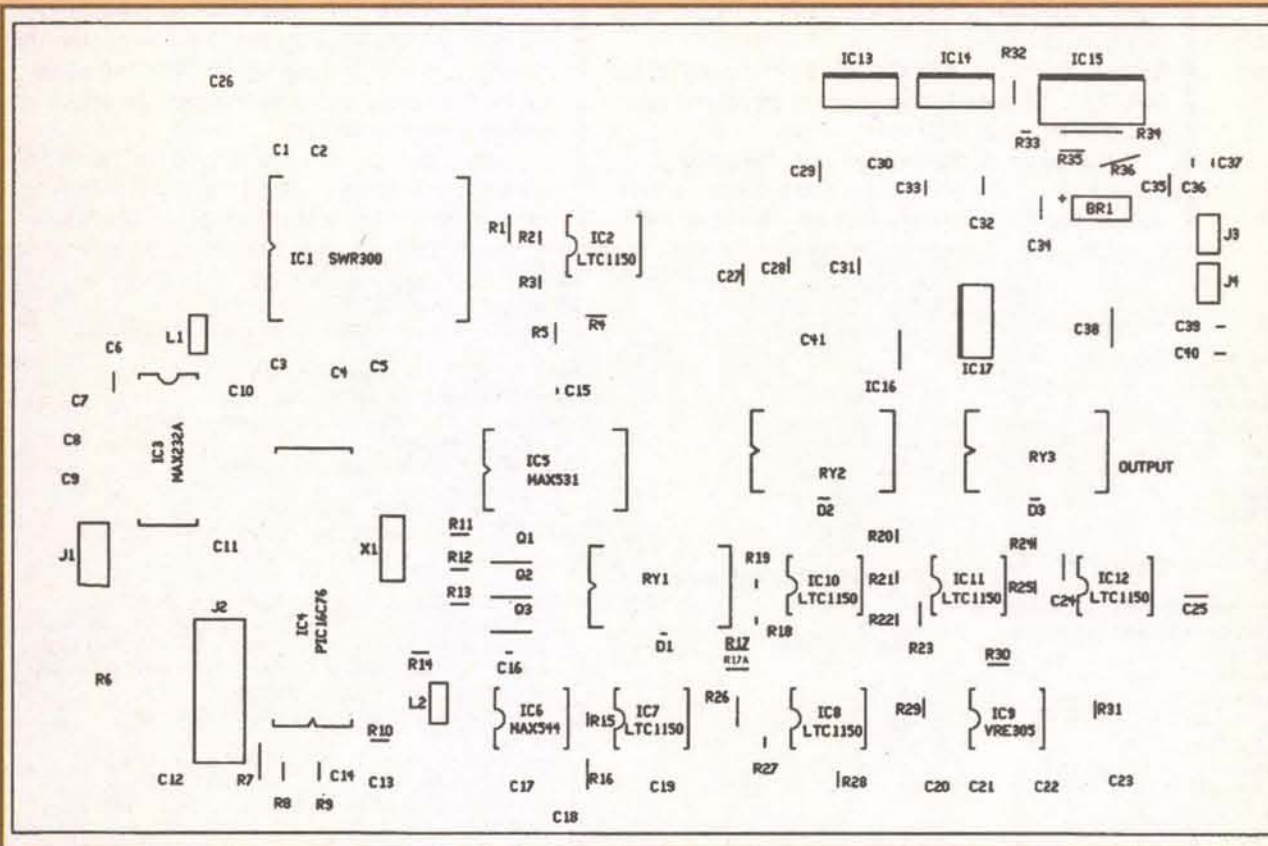 IC13 IC14 R32 IC15
C26
R33 R34
C1 C2
R35
C29 C30 R36 C37
C33 C35 C36
C32 + BR1
R1 R2 IC2 LTC1150
C34 J3
IC1 SWR300
R3 C27 C28 C31 J4
R5 R4
L1 C38 C39
C6 C41
C3 C4 C5 IC16 IC17 C40
C10 C15
C7
C8
IC3 MAX232A
C9
IC5 MAX531
RY2 RY3 OUTPUT
D2 D3
R11 Q1 R20 R24
J1 C11 X1
R12 Q2 RY1 R19 IC10 LTC1150 R21 IC11 LTC1150 R25 C24 IC12 LTC1150
R13 Q3 C25
J2 IC4 PIC16C76
R18 R22 R23
D1 R17
R14 C16 R17A R30
R6
L2 IC6 MAX544 R15 IC7 LTC1150 R26 IC8 LTC1150 R29 IC9 VRE305 R31
R10
R27
C12 R7 C14 C13 C17 R16 C19 R28 C20 C21 C22 C23
R8 R9
C18